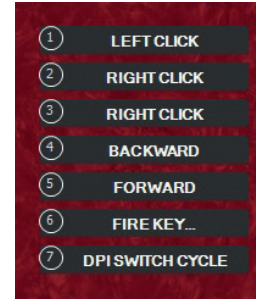 1 LEFT CLICK
2 RIGHT CLICK
3 RIGHT CLICK
4 BACKWARD
5 FORWARD
6 FIRE KEY...
7 DPI SWITCH CYCLE